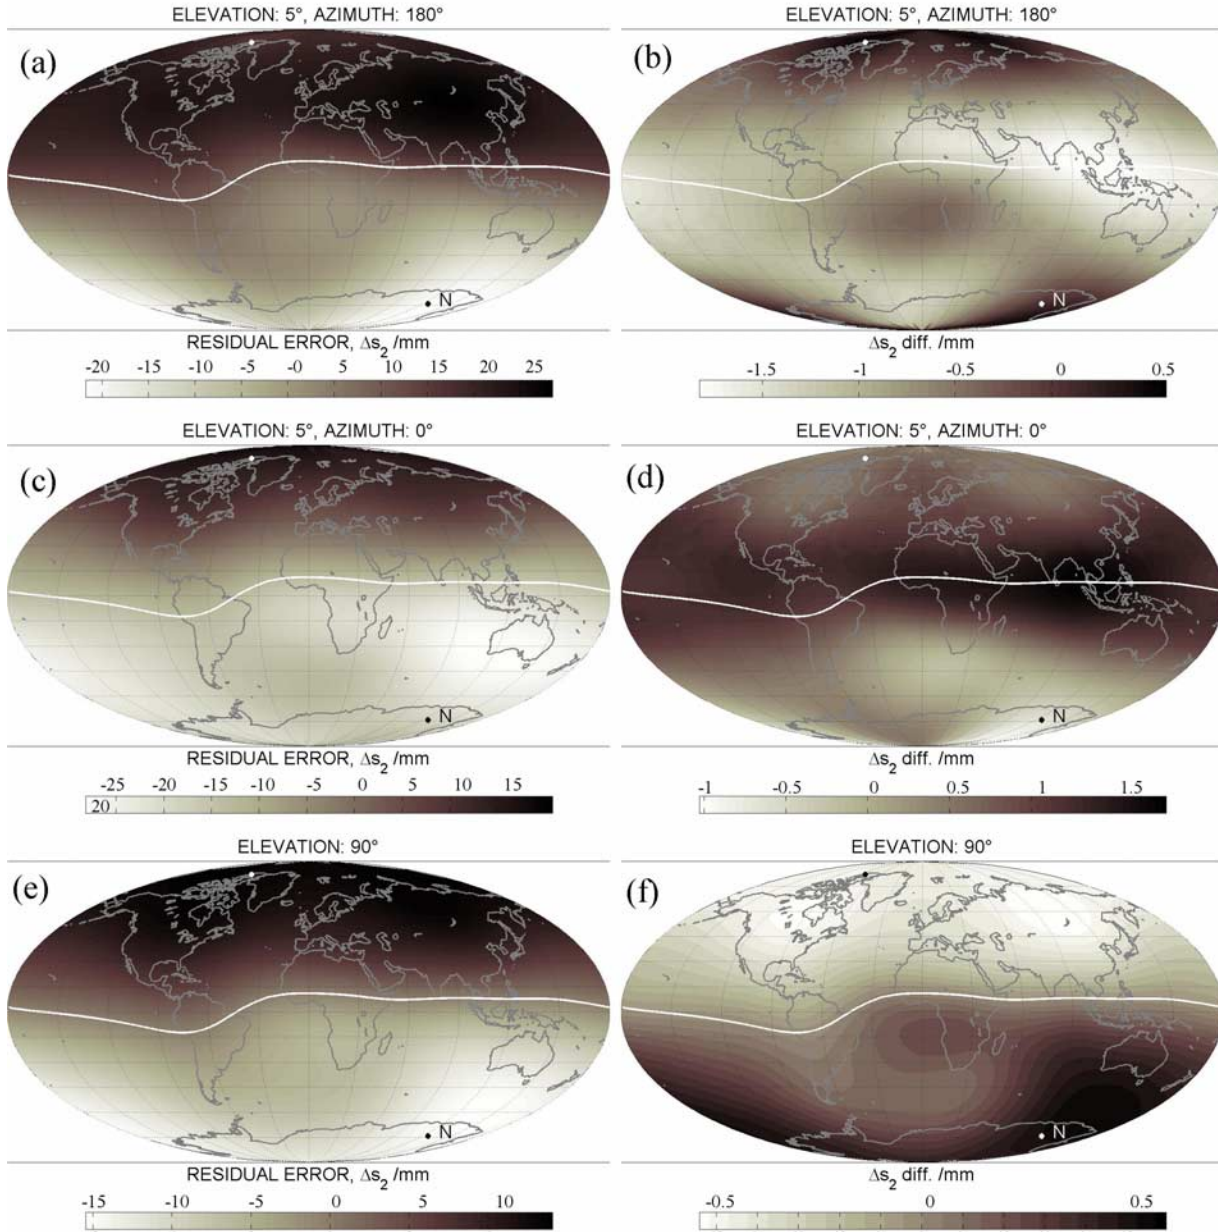 ELEVATION: 5°, AZIMUTH: 180°
ELEVATION: 5°, AZIMUTH: 180°
(a)
(b)
N
N
RESIDUAL ERROR, Δs₂ /mm
Δs₂ diff. /mm
-20 -15 -10 -5 -0 5 10 15 20 25
-1.5 -1 -0.5 0 0.5
ELEVATION: 5°, AZIMUTH: 0°
ELEVATION: 5°, AZIMUTH: 0°
(c)
(d)
N
N
RESIDUAL ERROR, Δs₂ /mm
Δs₂ diff. /mm
-25 -20 -15 -10 -5 0 5 10 15
20
-1 -0.5 0 0.5 1 1.5
ELEVATION: 90°
ELEVATION: 90°
(e)
(f)
N
N
RESIDUAL ERROR, Δs₂ /mm
Δs₂ diff. /mm
-15 -10 -5 0 5 10
-0.5 0 0.5